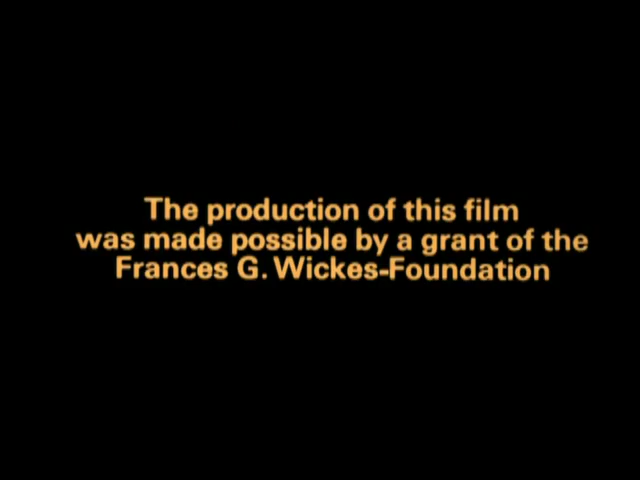 The production of this film
was made possible by a grant of the
Frances G. Wickes-Foundation